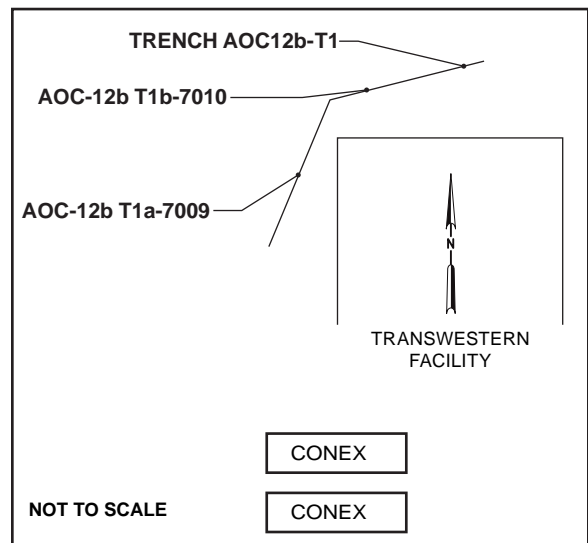 TRENCH AOC12b-T1
AOC-12b T1b-7010
AOC-12b T1a-7009
N
TRANSWESTERN
FACILITY
CONEX
NOT TO SCALE
CONEX